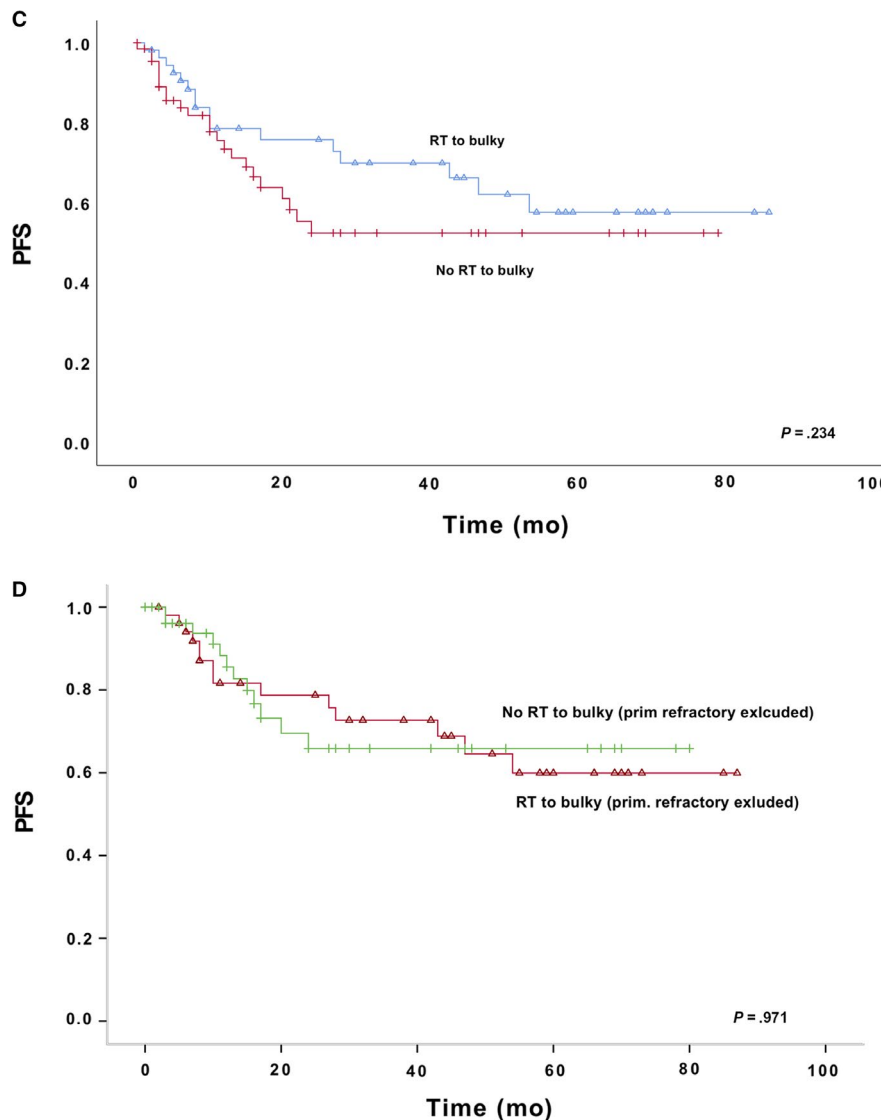 C
1.0
0.8
0.6
0.4
0.2
0.0
PFS
RT to bulky
No RT to bulky
P = .234
0 20 40 60 80 100
Time (mo)
D
1.0
0.8
0.6
0.4
0.2
0.0
PFS
No RT to bulky (prim refractory exlcuded)
RT to bulky (prim. refractory exluded)
P = .971
0 20 40 60 80 100
Time (mo)